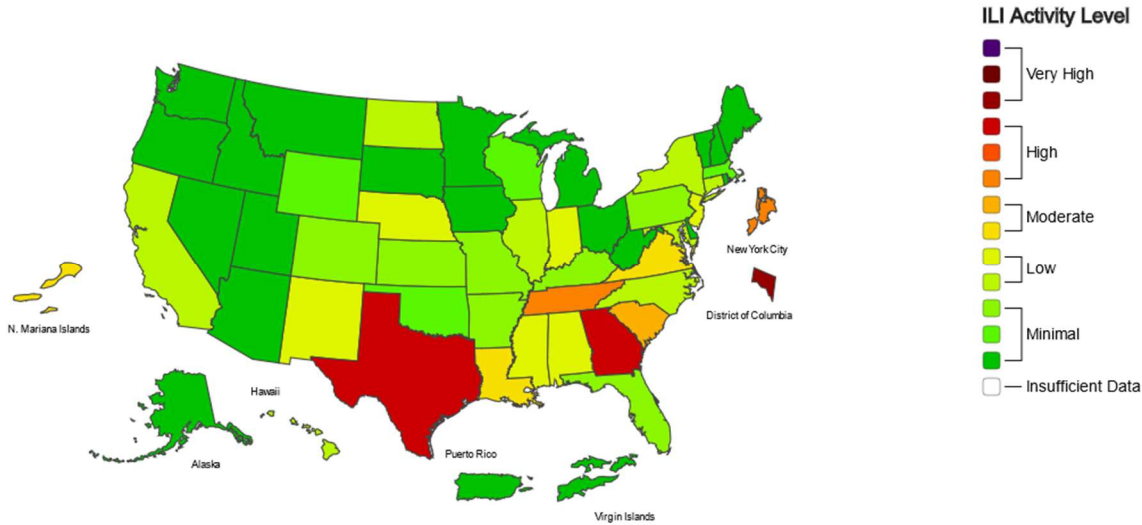 ILI Activity Level
Very High
High
Moderate
Low
Minimal
Insufficient Data
New York City
District of Columbia
N. Mariana Islands
Hawaii
Alaska
Puerto Rico
Virgin Islands